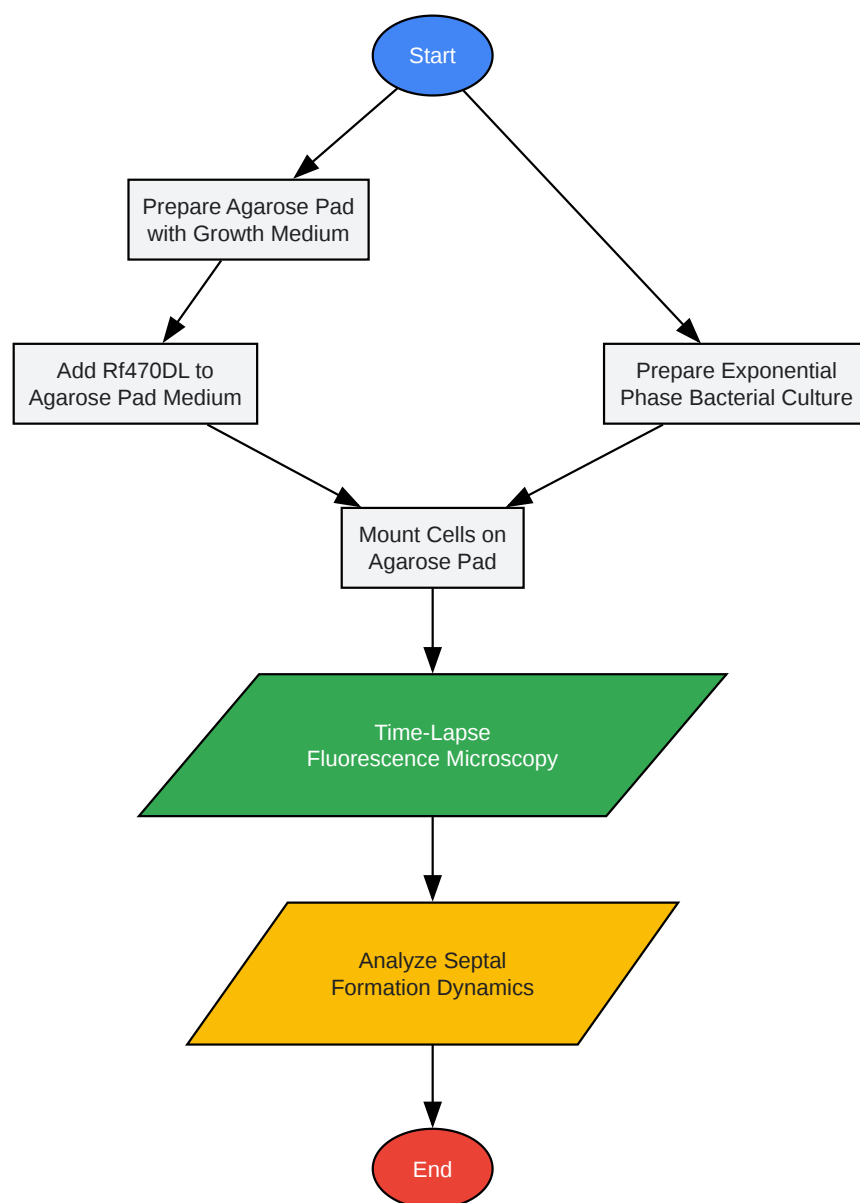 Start
Prepare Agarose Pad
with Growth Medium
Add Rf470DL to
Agarose Pad Medium
Prepare Exponential
Phase Bacterial Culture
Mount Cells on
Agarose Pad
Time-Lapse
Fluorescence Microscopy
Analyze Septal
Formation Dynamics
End